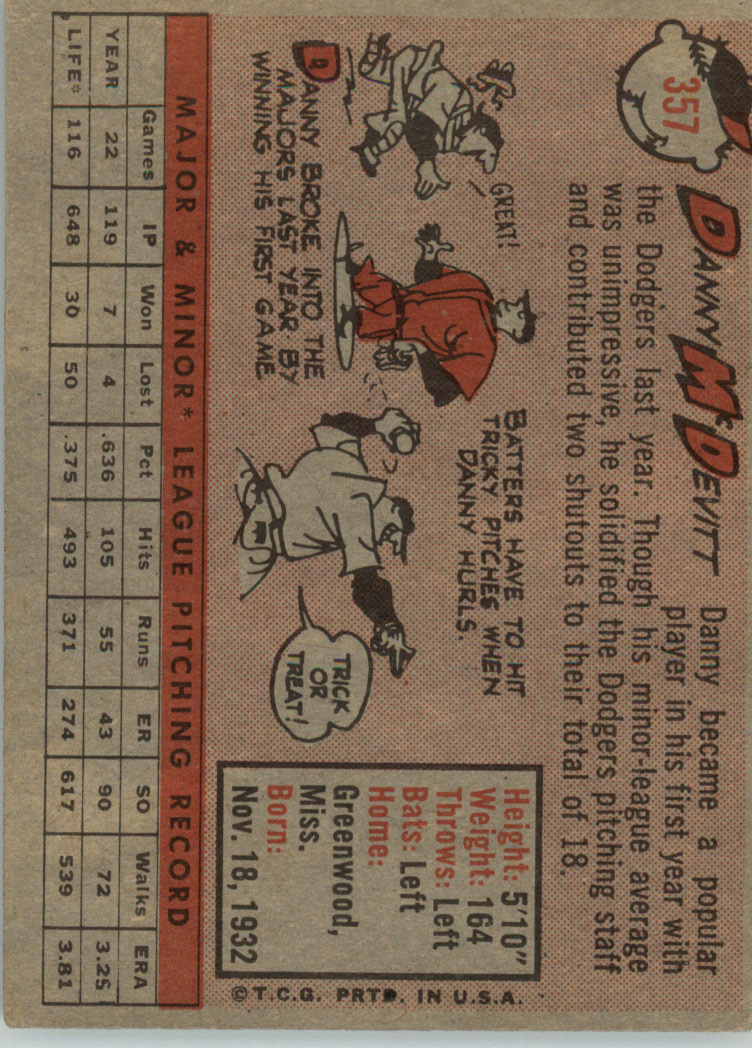 357
DANNY McDEVITT
Danny became a popular
player in his first year with
the Dodgers last year. Though his minor-league average
was unimpressive, he solidified the Dodgers pitching staff
and contributed two shutouts to their total of 18.
GREAT!
DANNY BROKE INTO THE
MAJORS LAST YEAR BY
WINNING HIS FIRST GAME
BATTERS HAVE TO HIT
TRICKY PITCHES WHEN
DANNY HURLS.
TRICK
OR
TREAT!
Height: 5'10"
Weight: 164
Throws: Left
Bats: Left
Home:
Greenwood,
Miss.
Born:
Nov. 18, 1932
© T.C.G. PRTD. IN U.S.A.
MAJOR & MINOR* LEAGUE PITCHING RECORD
Games IP Won Lost Pct Hits Runs ER SO Walks ERA
YEAR 22 119 7 4 .636 105 55 43 90 72 3.25
LIFE* 116 648 30 50 .375 493 371 274 617 539 3.81